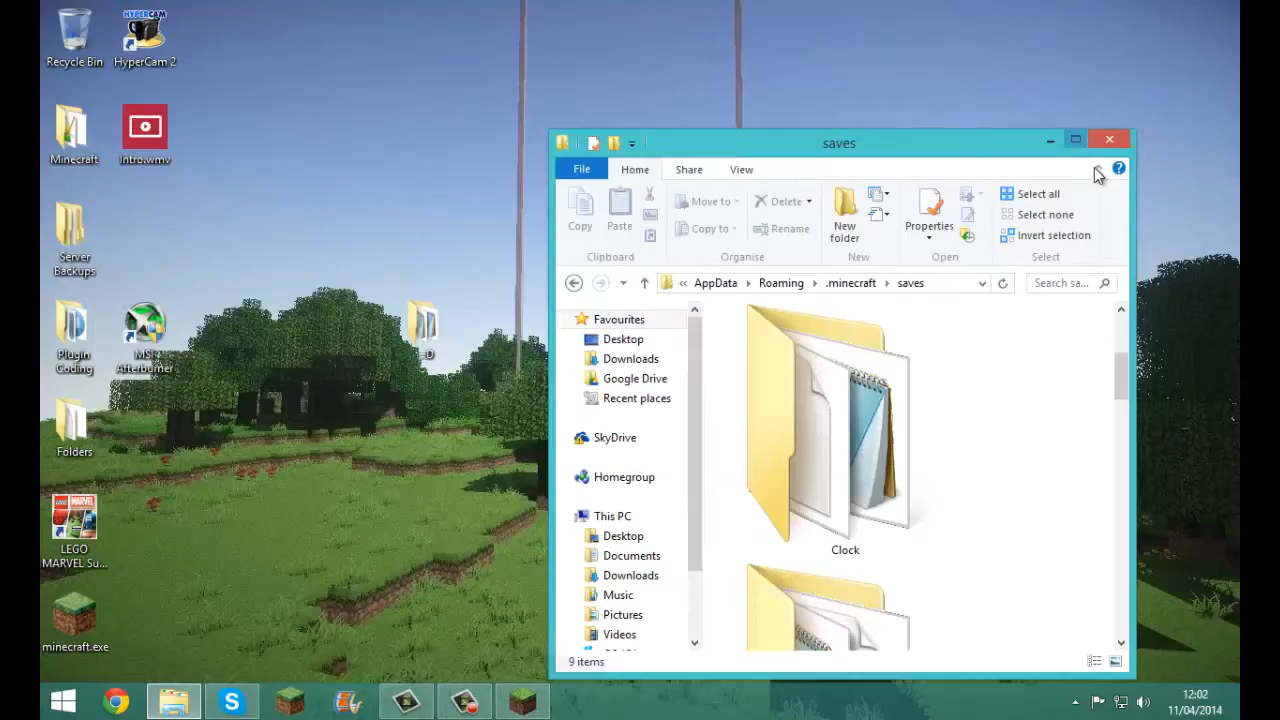 Recycle Bin
HYPERCAM
HyperCam 2
Minecraft
Intro.wmv
Server
Backups
Plugin
Coding
MSI
Afterburner
:-D
Folders
LEGO
MARVEL
LEGO
MARVEL Su...
minecraft.exe
saves
File
Home
Share
View
Copy
Paste
Move to
Copy to
Delete
Rename
New
folder
Properties
Select all
Select none
Invert selection
Clipboard
Organise
New
Open
Select
« AppData
Roaming
.minecraft
saves
Search sa...
Favourites
Desktop
Downloads
Google Drive
Recent places
SkyDrive
Homegroup
This PC
Desktop
Documents
Downloads
Music
Pictures
Videos
Clock
9 items
12:02
11/04/2014